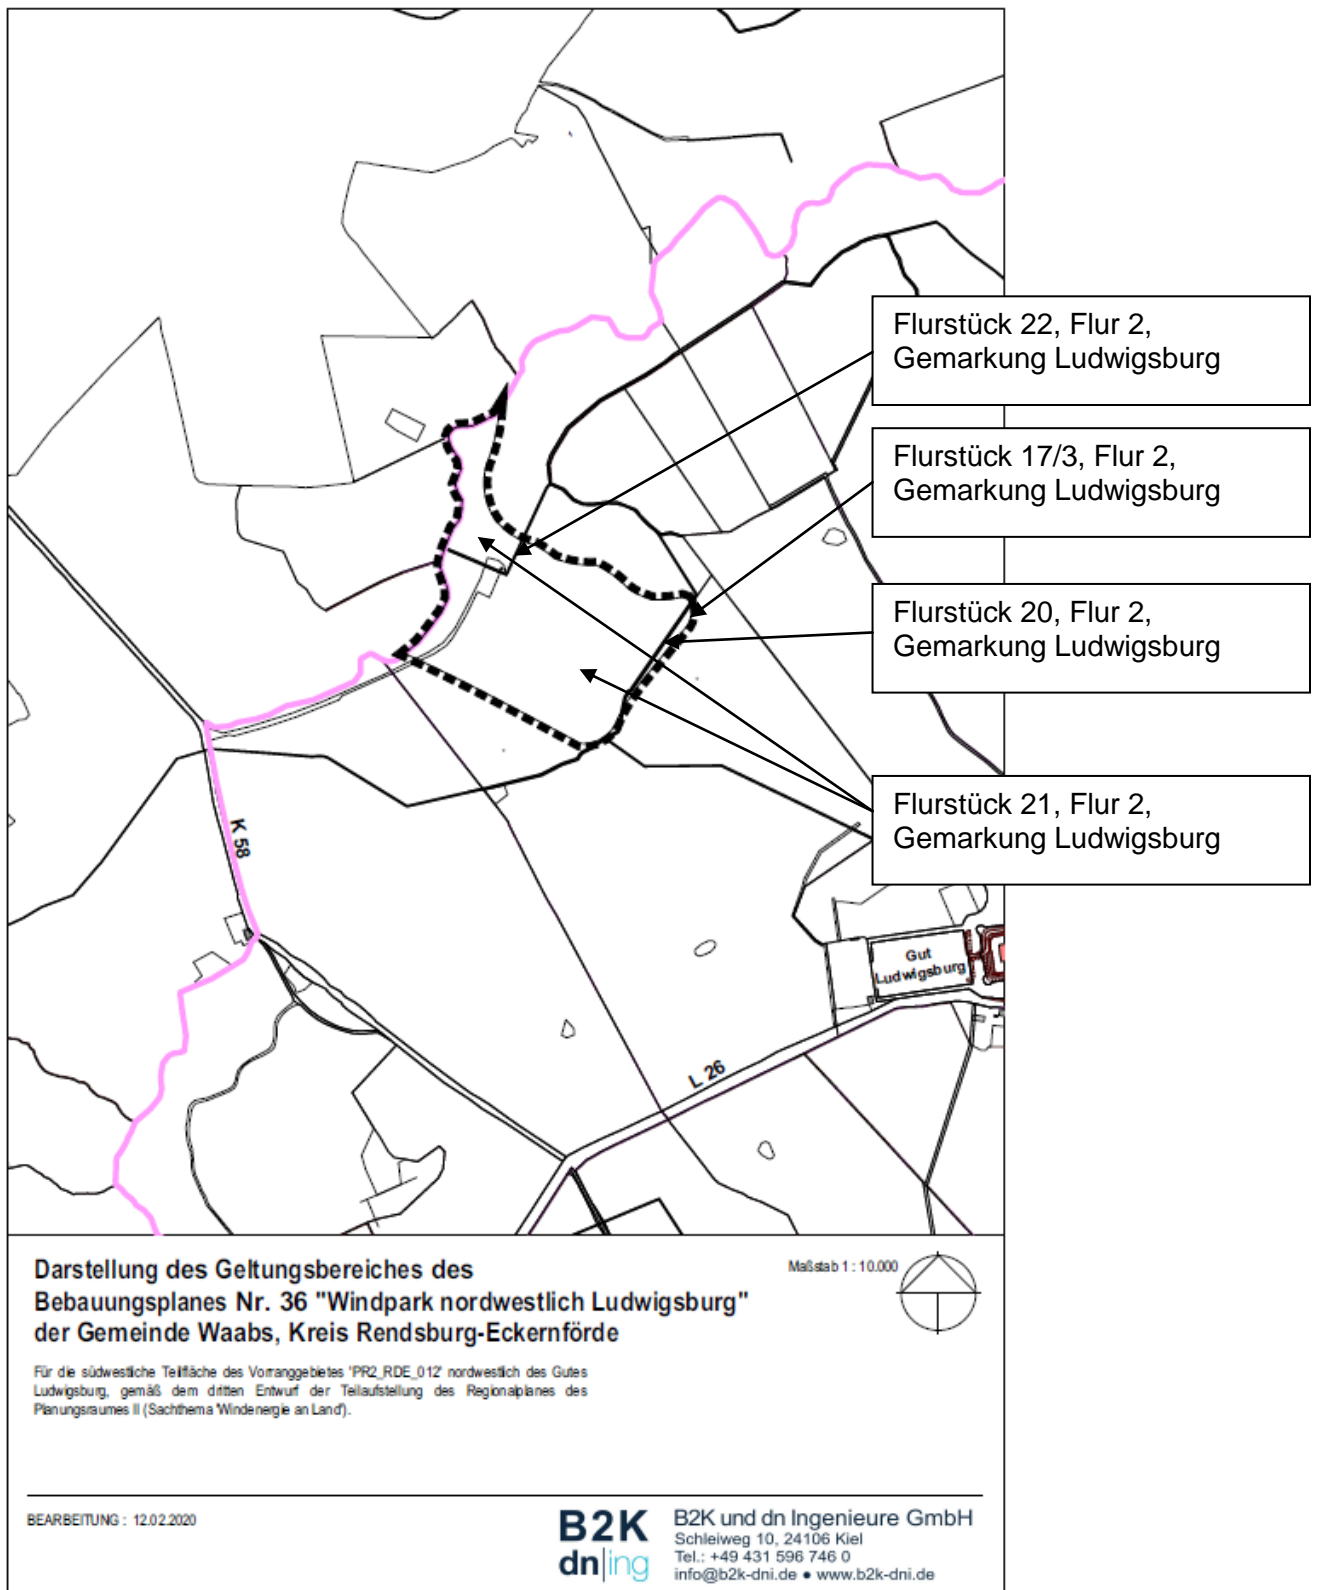 Flurstück 22, Flur 2,
Gemarkung Ludwigsburg
Flurstück 17/3, Flur 2,
Gemarkung Ludwigsburg
Flurstück 20, Flur 2,
Gemarkung Ludwigsburg
Flurstück 21, Flur 2,
Gemarkung Ludwigsburg
K 58
Gut
Ludwigsburg
L 26
Darstellung des Geltungsbereiches des
Bebauungsplanes Nr. 36 "Windpark nordwestlich Ludwigsburg"
der Gemeinde Waabs, Kreis Rendsburg-Eckernförde
Maßstab 1 : 10.000
Für die südwestliche Teilfläche des Vorranggebietes 'PR2_RDE_012' nordwestlich des Gutes
Ludwigsburg, gemäß dem dritten Entwurf der Teilaufstellung des Regionalplanes des
Planungsraumes II (Sachthema 'Windenergie an Land').
BEARBEITUNG : 12.02.2020
B2K
dn|ing
B2K und dn Ingenieure GmbH
Schleiweg 10, 24106 Kiel
Tel.: +49 431 596 746 0
info@b2k-dni.de ● www.b2k-dni.de